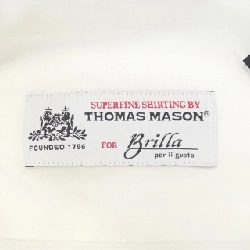 SUPERFINE SHIRTING BY
THOMAS MASON®
FOUNDED 1796
FOR Brilla
per il gusto